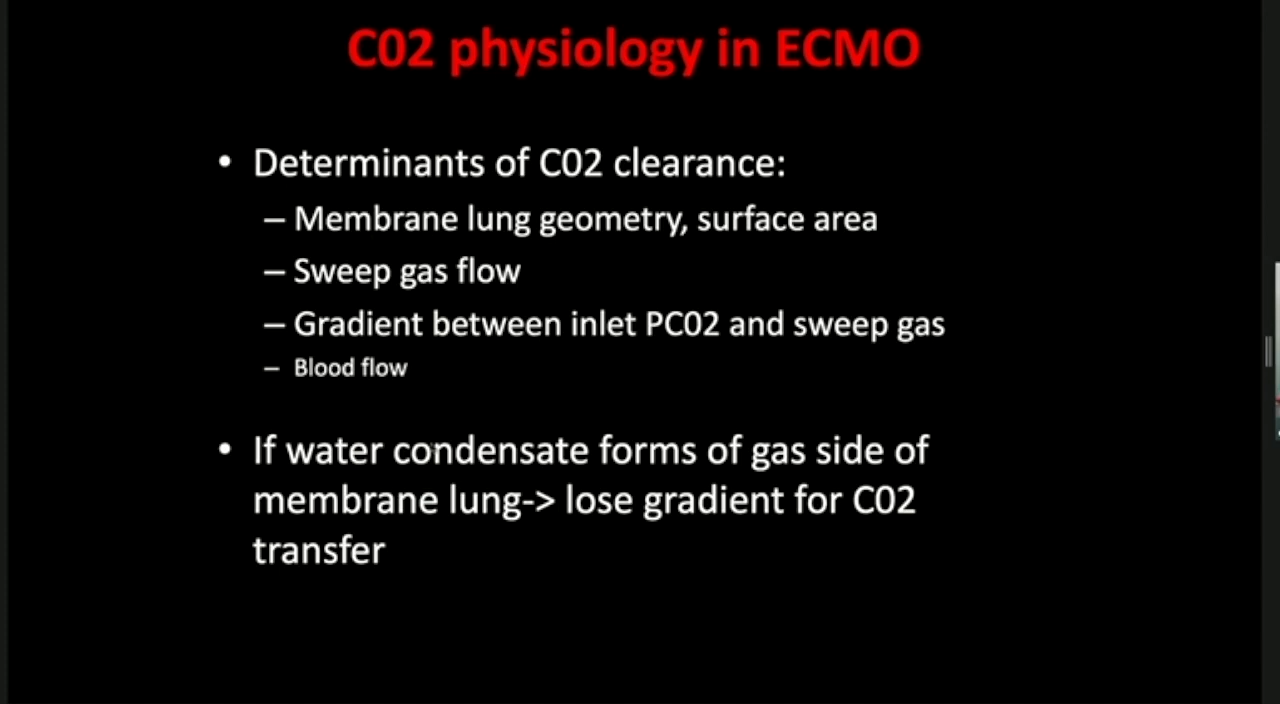 C02 physiology in ECMO
• Determinants of C02 clearance:
– Membrane lung geometry, surface area
– Sweep gas flow
– Gradient between inlet PC02 and sweep gas
– Blood flow
• If water condensate forms of gas side of
membrane lung-> lose gradient for C02
transfer